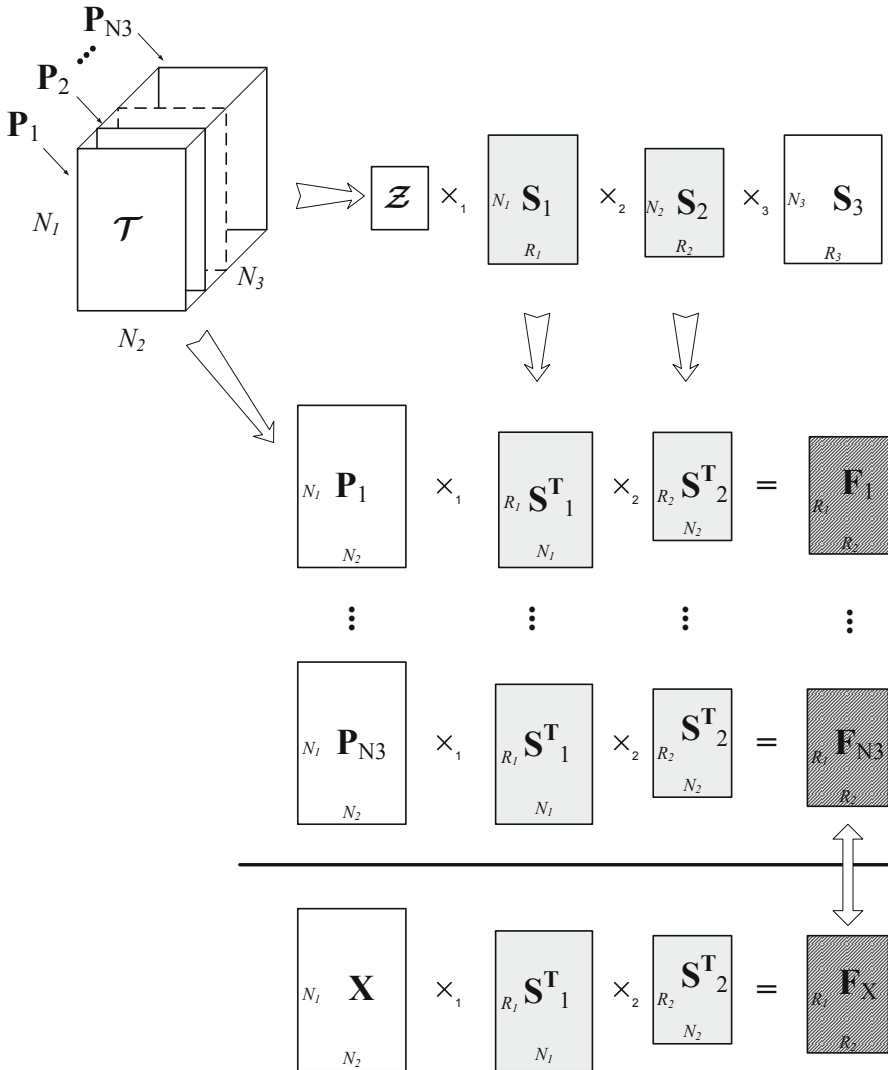 P_N3
P_2
P_1
N_1 𝒯 N_3
N_2
𝒵 ×_1 N_1 S_1 R_1 ×_2 N_2 S_2 R_2 ×_3 N_3 S_3 R_3
N_1 P_1 N_2 ×_1 R_1 S^T_1 N_1 ×_2 R_2 S^T_2 N_2 = R_1 F_1 R_2
N_1 P_N3 N_2 ×_1 R_1 S^T_1 N_1 ×_2 R_2 S^T_2 N_2 = R_1 F_N3 R_2
N_1 X N_2 ×_1 R_1 S^T_1 N_1 ×_2 R_2 S^T_2 N_2 = R_1 F_X R_2